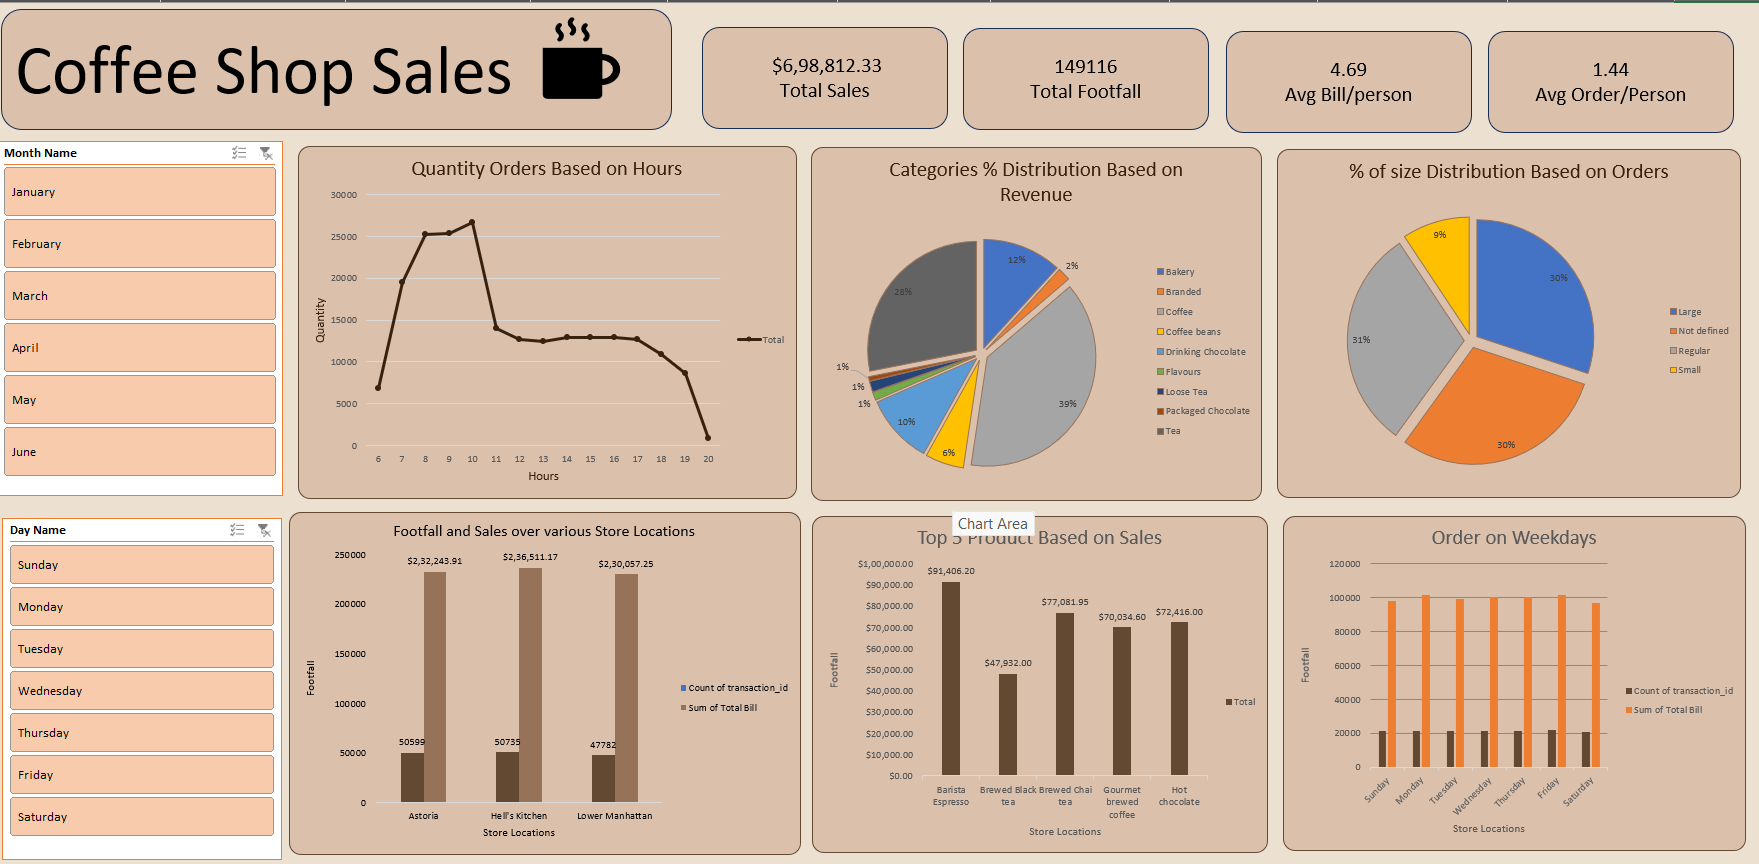 Coffee Shop Sales
$6,98,812.33
Total Sales
149116
Total Footfall
4.69
Avg Bill/person
1.44
Avg Order/Person
Month Name
January
February
March
April
May
June
Quantity Orders Based on Hours
Quantity
30000
25000
20000
15000
10000
5000
0
6 7 8 9 10 11 12 13 14 15 16 17 18 19 20
Hours
Total
Categories % Distribution Based on
Revenue
12%
2%
39%
6%
10%
1%
1%
1%
28%
Bakery
Branded
Coffee
Coffee beans
Drinking Chocolate
Flavours
Loose Tea
Packaged Chocolate
Tea
% of size Distribution Based on Orders
30%
30%
31%
9%
Large
Not defined
Regular
Small
Day Name
Sunday
Monday
Tuesday
Wednesday
Thursday
Friday
Saturday
Footfall and Sales over various Store Locations
Footfall
250000
200000
150000
100000
50000
0
$2,32,243.91
$2,36,511.17
$2,30,057.25
50599
50735
47782
Astoria
Hell's Kitchen
Lower Manhattan
Store Locations
Count of transaction_id
Sum of Total Bill
Chart Area
Top 5 Product Based on Sales
Footfall
$1,00,000.00
$90,000.00
$80,000.00
$70,000.00
$60,000.00
$50,000.00
$40,000.00
$30,000.00
$20,000.00
$10,000.00
$0.00
$91,406.20
$47,932.00
$77,081.95
$70,034.60
$72,416.00
Barista
Espresso
Brewed Black
tea
Brewed Chai
tea
Gourmet
brewed
coffee
Hot
chocolate
Store Locations
Total
Order on Weekdays
Footfall
120000
100000
80000
60000
40000
20000
0
Sunday
Monday
Tuesday
Wednesday
Thursday
Friday
Saturday
Store Locations
Count of transaction_id
Sum of Total Bill